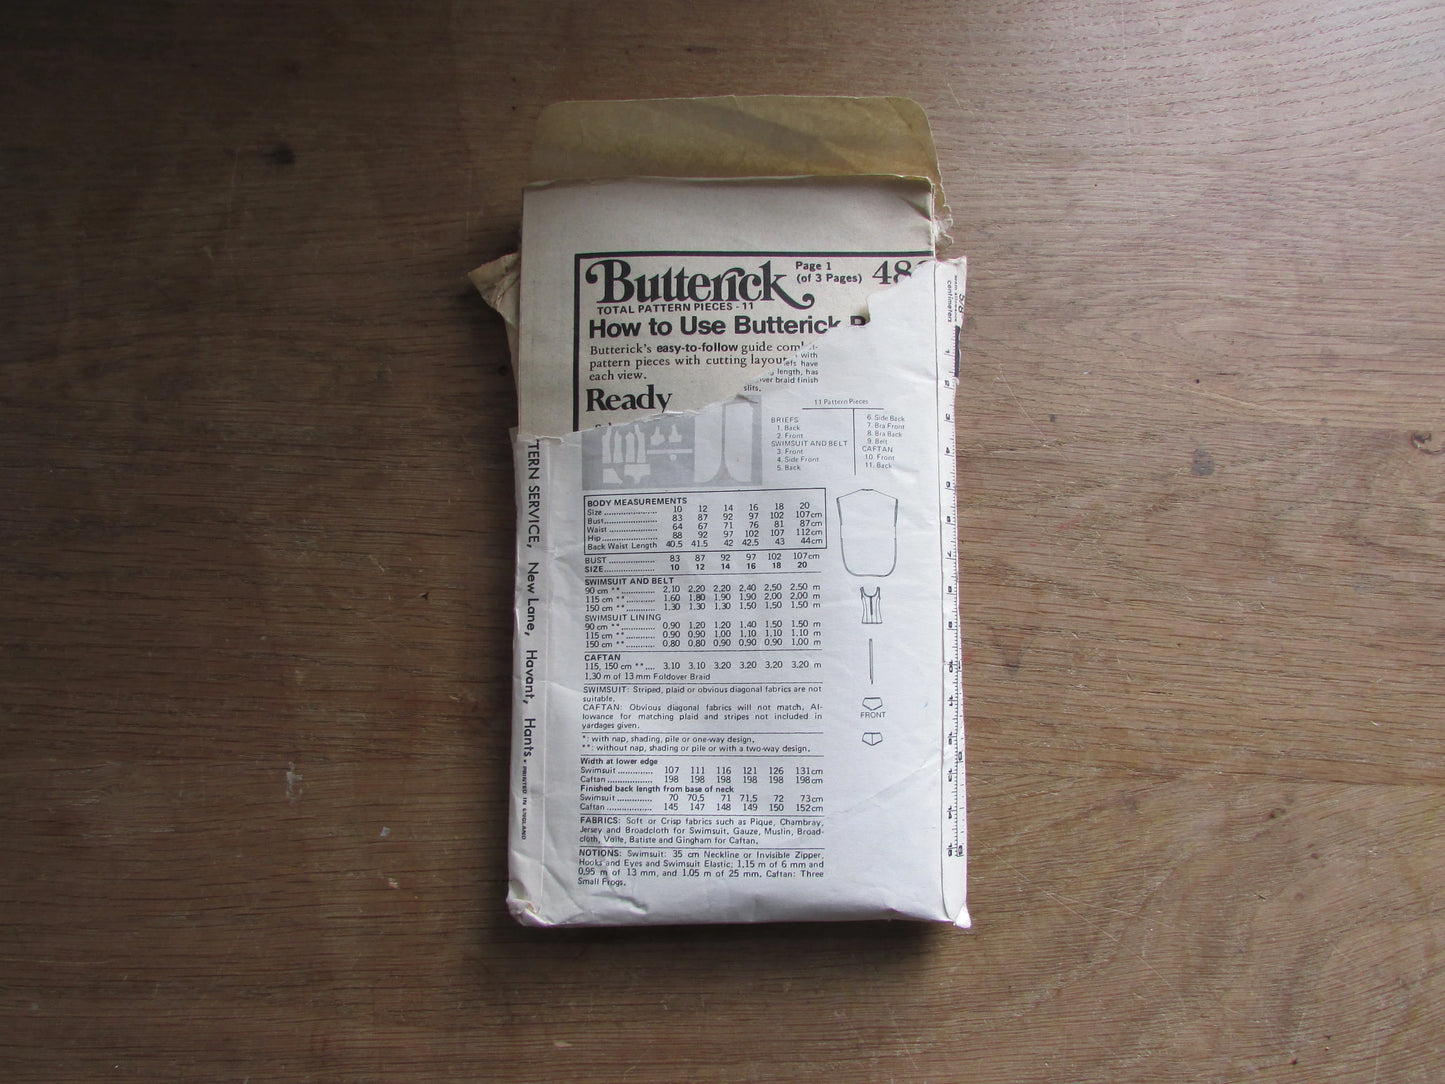 Butterick
Page 1
(of 3 Pages)
48
TOTAL PATTERN PIECES - 11
How to Use Butterick
Butterick's easy-to-follow guide
pattern pieces with cutting
each view.
Ready
with
have
length, has
braid finish
slits.
11 Pattern Pieces
BRIEFS
1. Back
2. Front
SWIMSUIT AND BELT
3. Front
4. Side Front
5. Back
6. Side Back
7. Bra Front
8. Bra Back
9. Belt
CAFTAN
10. Front
11. Back
BODY MEASUREMENTS
Size 10 12 14 16 18 20
Bust 83 87 92 97 102 107cm
Waist 64 67 71 76 81 87cm
Hip 88 92 97 102 107 112cm
Back Waist Length 40.5 41.5 42 42.5 43 44cm
BUST 83 87 92 97 102 107cm
SIZE 10 12 14 16 18 20
SWIMSUIT AND BELT
90 cm ** 2.10 2.20 2.20 2.40 2.50 2.50 m
115 cm ** 1.60 1.80 1.90 1.90 2.00 2.00 m
150 cm ** 1.30 1.30 1.30 1.50 1.50 1.50 m
SWIMSUIT LINING
90 cm ** 0.90 1.20 1.20 1.40 1.50 1.50 m
115 cm ** 0.90 0.90 1.00 1.10 1.10 1.10 m
150 cm ** 0.80 0.80 0.90 0.90 0.90 1.00 m
CAFTAN
115, 150 cm ** 3.10 3.10 3.20 3.20 3.20 3.20 m
1.30 m of 13 mm Foldover Braid
SWIMSUIT: Striped, plaid or obvious diagonal fabrics are not
suitable.
CAFTAN: Obvious diagonal fabrics will not match. Al-
lowance for matching plaid and stripes not included in
yardages given.
*: with nap, shading, pile or one-way design.
**: without nap, shading or pile or with a two-way design.
Width at lower edge
Swimsuit 107 111 116 121 126 131cm
Caftan 198 198 198 198 198 198cm
Finished back length from base of neck
Swimsuit 70 70.5 71 71.5 72 73cm
Caftan 145 147 148 149 150 152cm
FABRICS: Soft or Crisp fabrics such as Pique, Chambray,
Jersey and Broadcloth for Swimsuit. Gauze, Muslin, Broad-
cloth, Voile, Batiste and Gingham for Caftan.
NOTIONS: Swimsuit: 35 cm Neckline or Invisible Zipper,
Hooks and Eyes and Swimsuit Elastic; 1.15 m of 6 mm and
0.95 m of 13 mm, and 1.05 m of 25 mm. Caftan: Three
Small Frogs.
FRONT
TERN SERVICE, New Lane, Havant, Hants. PRINTED IN ENGLAND
5/8
centimeters